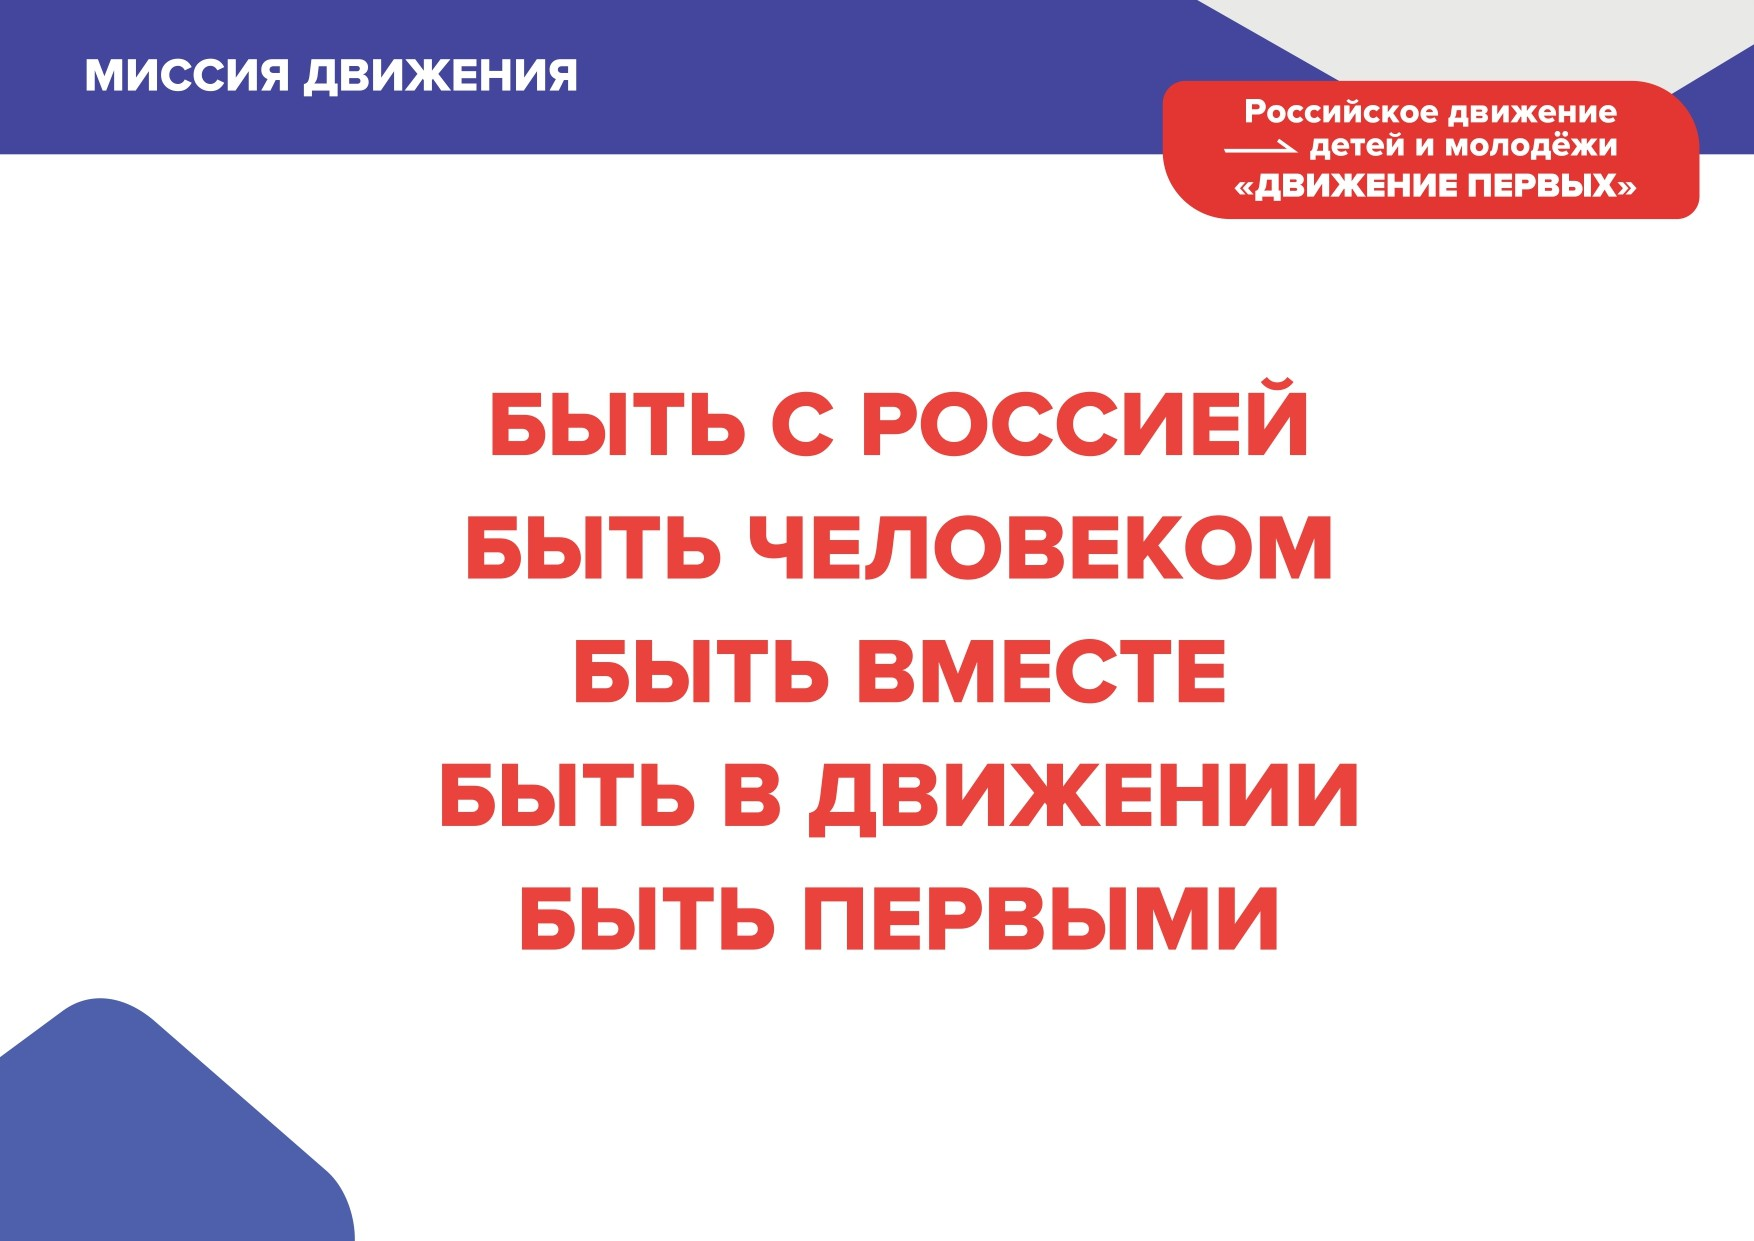 МИССИЯ ДВИЖЕНИЯ
Российское движение
детей и молодёжи
«ДВИЖЕНИЕ ПЕРВЫХ»
БЫТЬ С РОССИЕЙ
БЫТЬ ЧЕЛОВЕКОМ
БЫТЬ ВМЕСТЕ
БЫТЬ В ДВИЖЕНИИ
БЫТЬ ПЕРВЫМИ